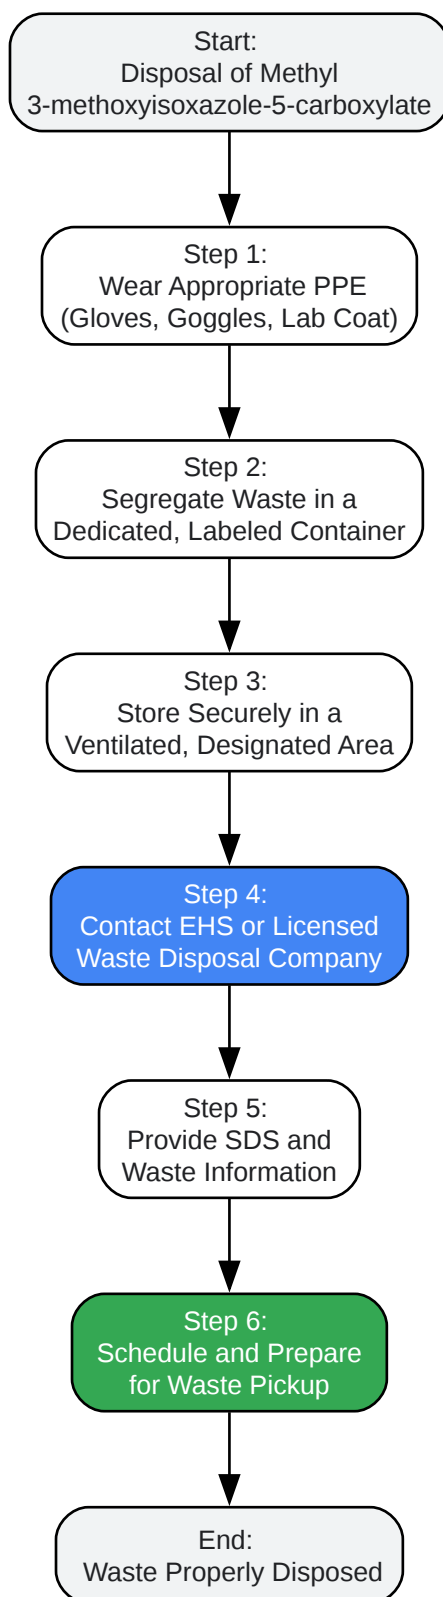 Start:
Disposal of Methyl
3-methoxyisoxazole-5-carboxylate
Step 1:
Wear Appropriate PPE
(Gloves, Goggles, Lab Coat)
Step 2:
Segregate Waste in a
Dedicated, Labeled Container
Step 3:
Store Securely in a
Ventilated, Designated Area
Step 4:
Contact EHS or Licensed
Waste Disposal Company
Step 5:
Provide SDS and
Waste Information
Step 6:
Schedule and Prepare
for Waste Pickup
End:
Waste Properly Disposed